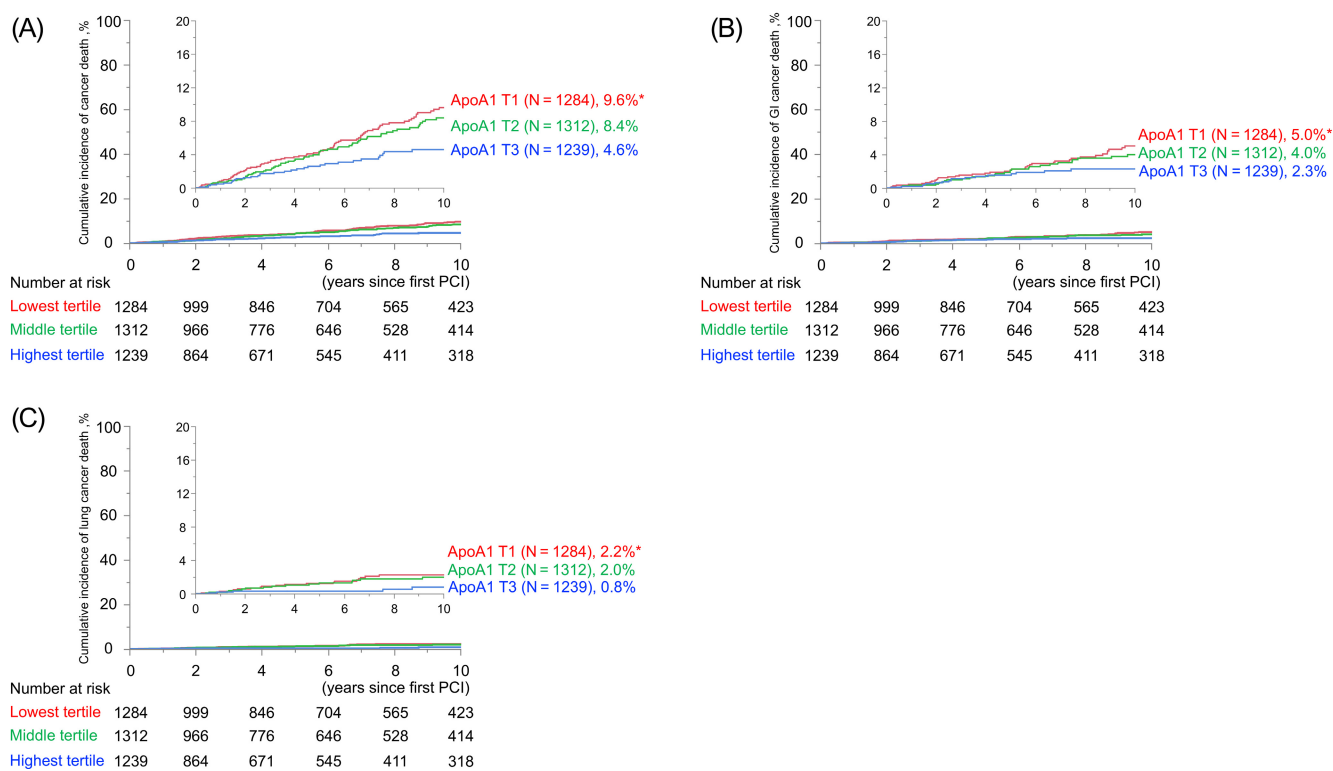 (A)
Cumulative incidence of cancer death ,%
100
80
60
40
20
0
20
16
12
8
4
0
0 2 4 6 8 10
ApoA1 T1 (N = 1284), 9.6%*
ApoA1 T2 (N = 1312), 8.4%
ApoA1 T3 (N = 1239), 4.6%
0 2 4 6 8 10
(years since first PCI)
Number at risk
Lowest tertile 1284 999 846 704 565 423
Middle tertile 1312 966 776 646 528 414
Highest tertile 1239 864 671 545 411 318
(B)
Cumulative incidence of GI cancer death ,%
100
80
60
40
20
0
20
16
12
8
4
0
0 2 4 6 8 10
ApoA1 T1 (N = 1284), 5.0%*
ApoA1 T2 (N = 1312), 4.0%
ApoA1 T3 (N = 1239), 2.3%
0 2 4 6 8 10
(years since first PCI)
Number at risk
Lowest tertile 1284 999 846 704 565 423
Middle tertile 1312 966 776 646 528 414
Highest tertile 1239 864 671 545 411 318
(C)
Cumulative incidence of lung cancer death ,%
100
80
60
40
20
0
20
16
12
8
4
0
0 2 4 6 8 10
ApoA1 T1 (N = 1284), 2.2%*
ApoA1 T2 (N = 1312), 2.0%
ApoA1 T3 (N = 1239), 0.8%
0 2 4 6 8 10
(years since first PCI)
Number at risk
Lowest tertile 1284 999 846 704 565 423
Middle tertile 1312 966 776 646 528 414
Highest tertile 1239 864 671 545 411 318